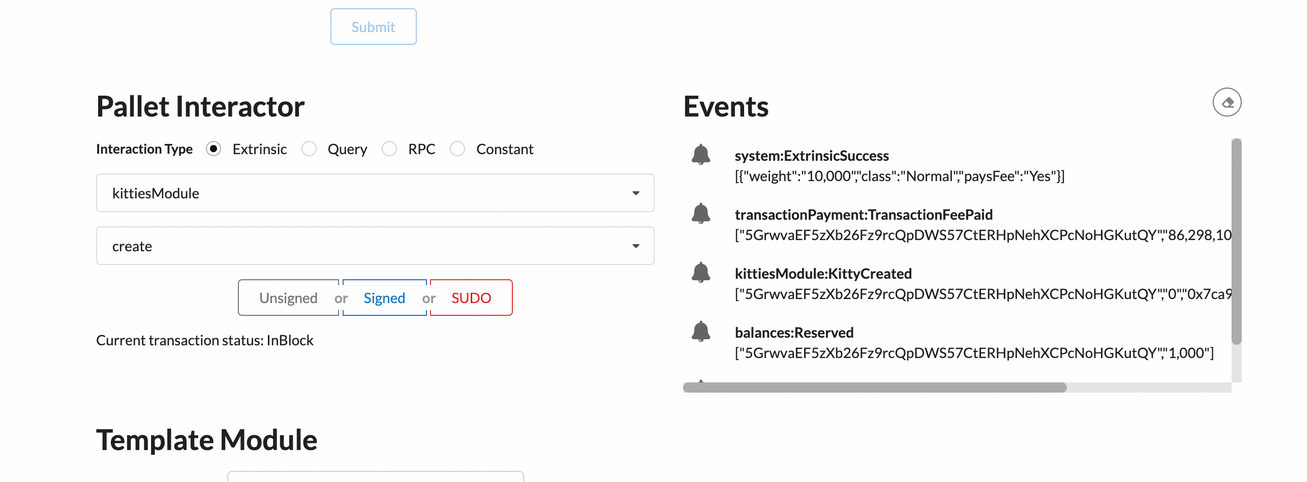 Submit
Pallet Interactor
Interaction Type Extrinsic Query RPC Constant
kittiesModule
create
Unsigned or Signed or SUDO
Current transaction status: InBlock
Template Module
Events
system:ExtrinsicSuccess
[{"weight":"10,000","class":"Normal","paysFee":"Yes"}]
transactionPayment:TransactionFeePaid
["5GrwvaEF5zXb26Fz9rcQpDWS57CtERHpNehXCPcNoHGKutQY","86,298,10
kittiesModule:KittyCreated
["5GrwvaEF5zXb26Fz9rcQpDWS57CtERHpNehXCPcNoHGKutQY","0","0x7ca9
balances:Reserved
["5GrwvaEF5zXb26Fz9rcQpDWS57CtERHpNehXCPcNoHGKutQY","1,000"]